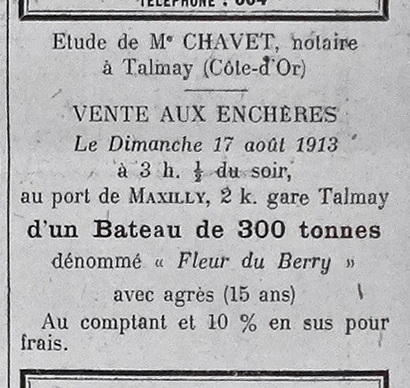 TÉLÉPHONE : 664
Etude de Me CHAVET, notaire
à Talmay (Côte-d'Or)
VENTE AUX ENCHÈRES
Le Dimanche 17 août 1913
à 3 h. ½ du soir,
au port de MAXILLY, 2 k. gare Talmay
d'un Bateau de 300 tonnes
dénommé « Fleur du Berry »
avec agrès (15 ans)
Au comptant et 10 % en sus pour
frais.